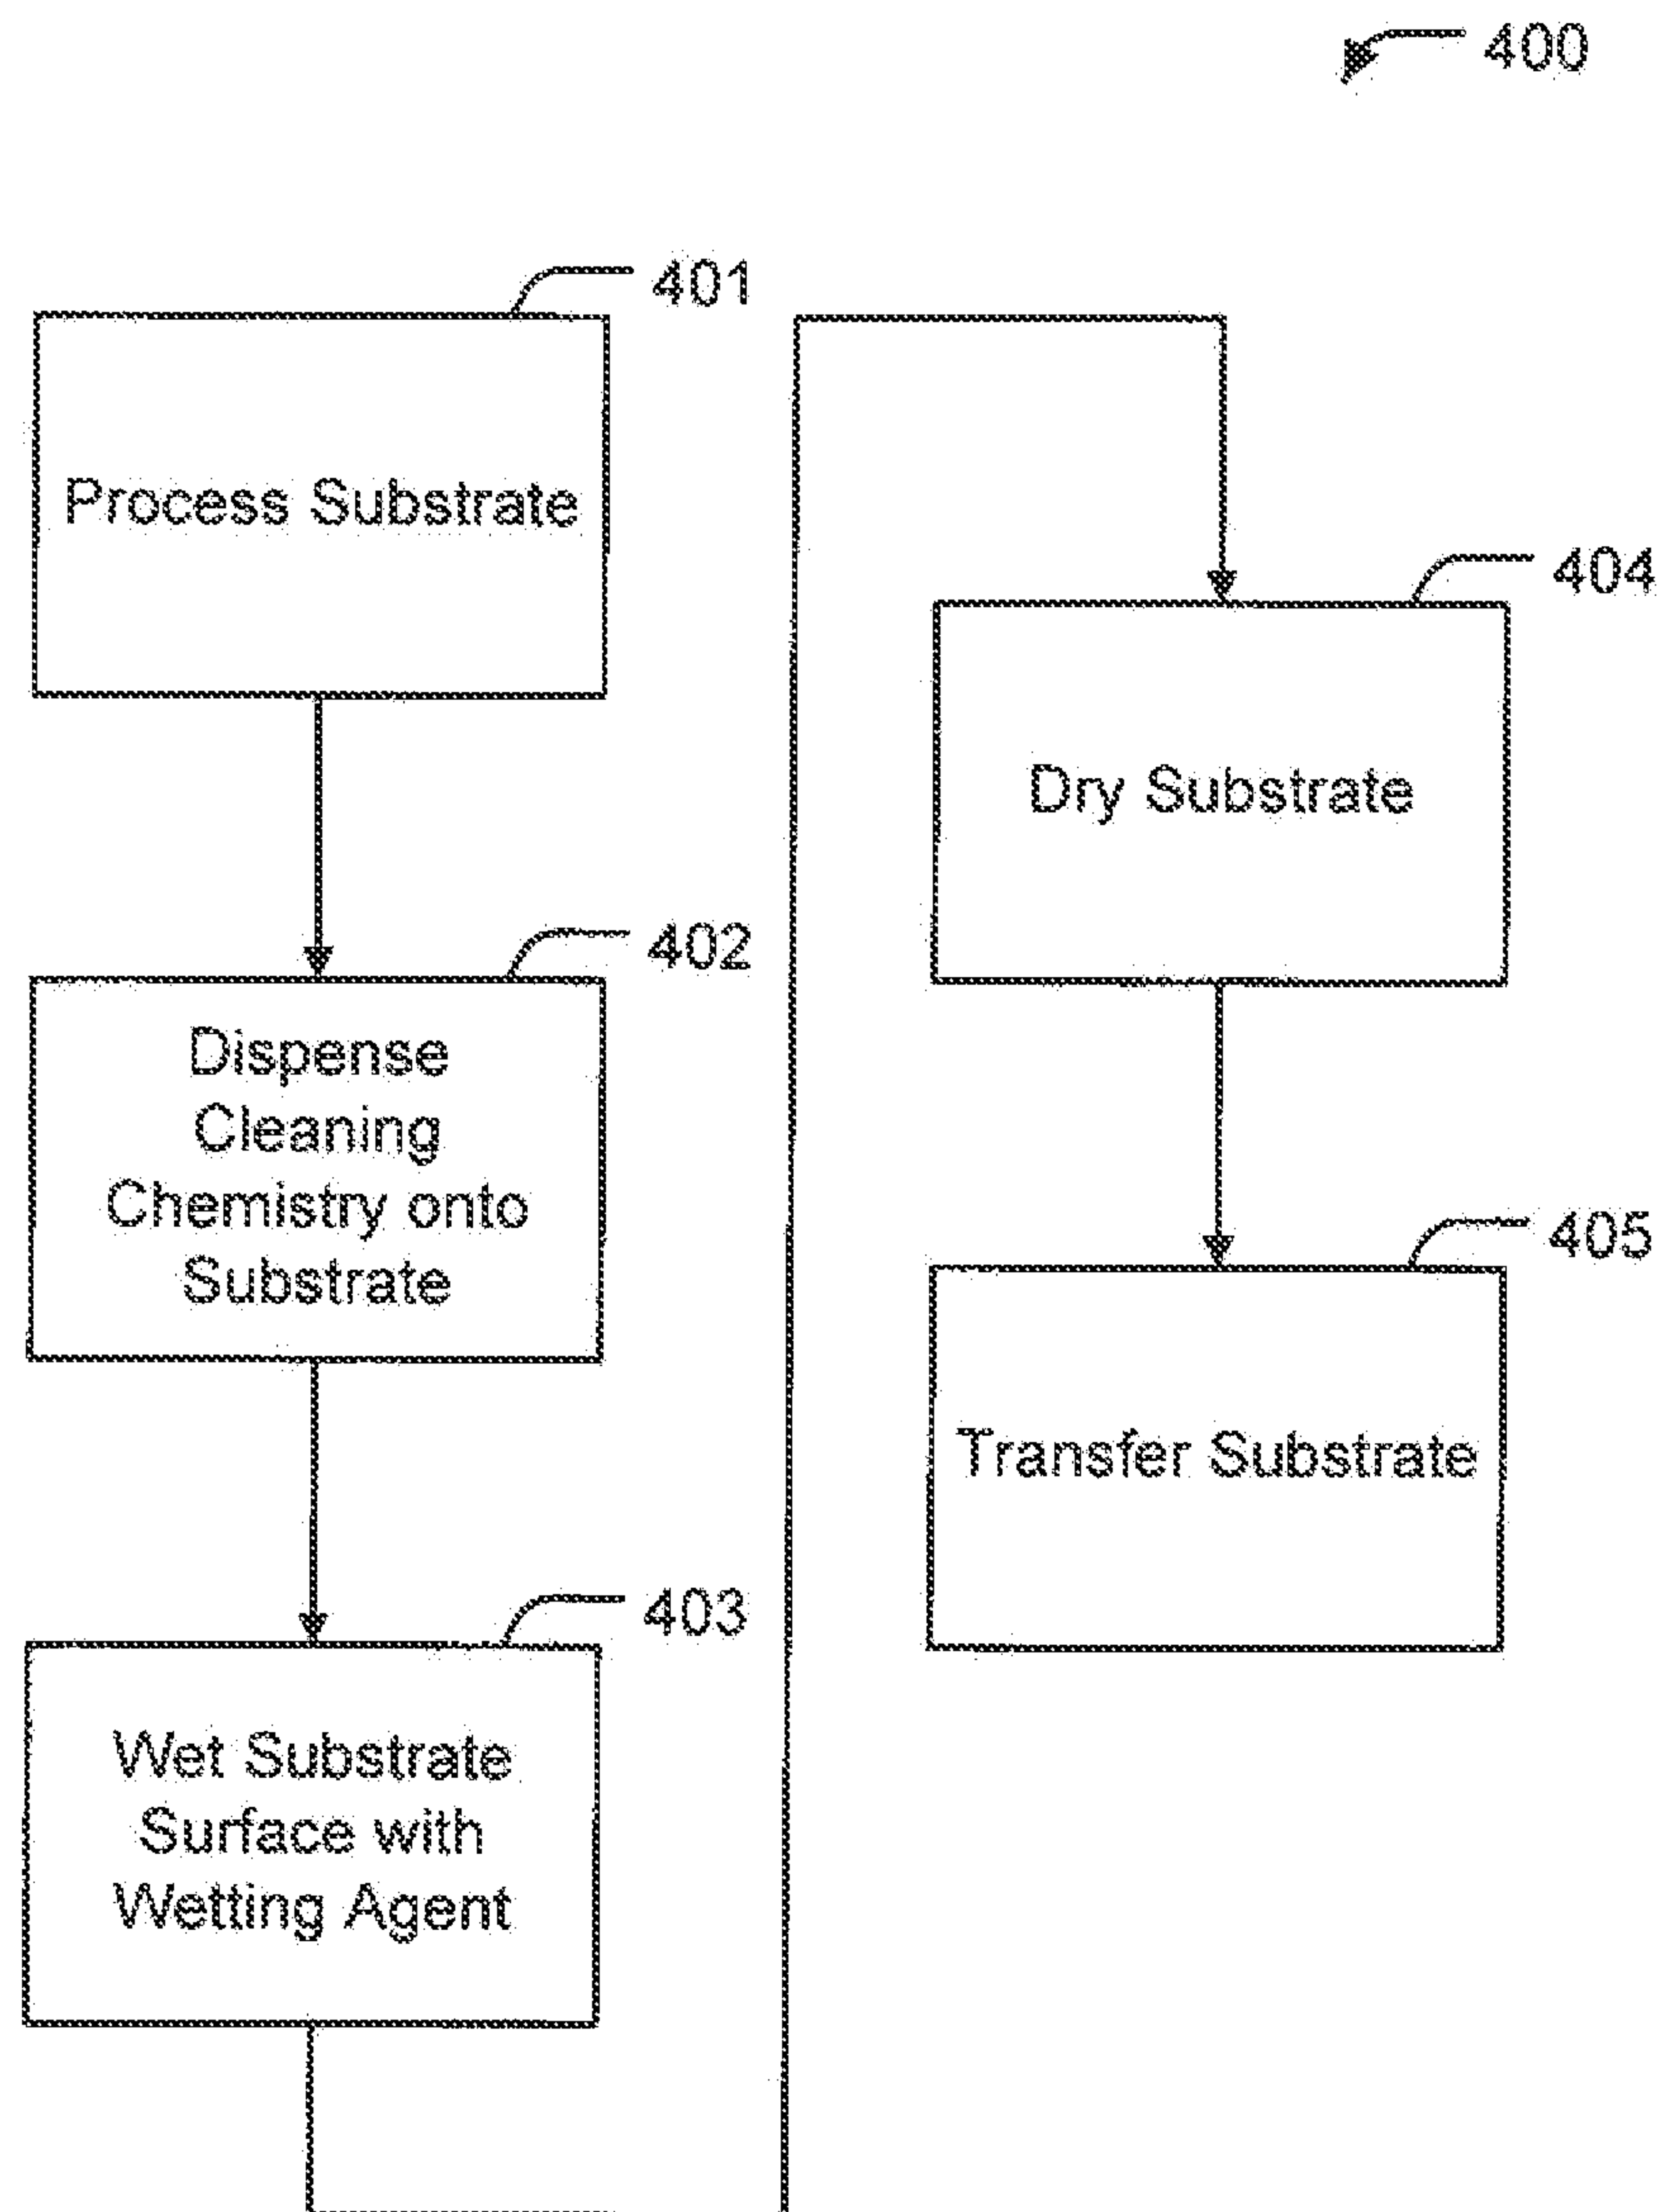 400
401
Process Substrate
402
Dispense
Cleaning
Chemistry onto
Substrate
403
Wet Substrate
Surface with
Wetting Agent
404
Dry Substrate
405
Transfer Substrate